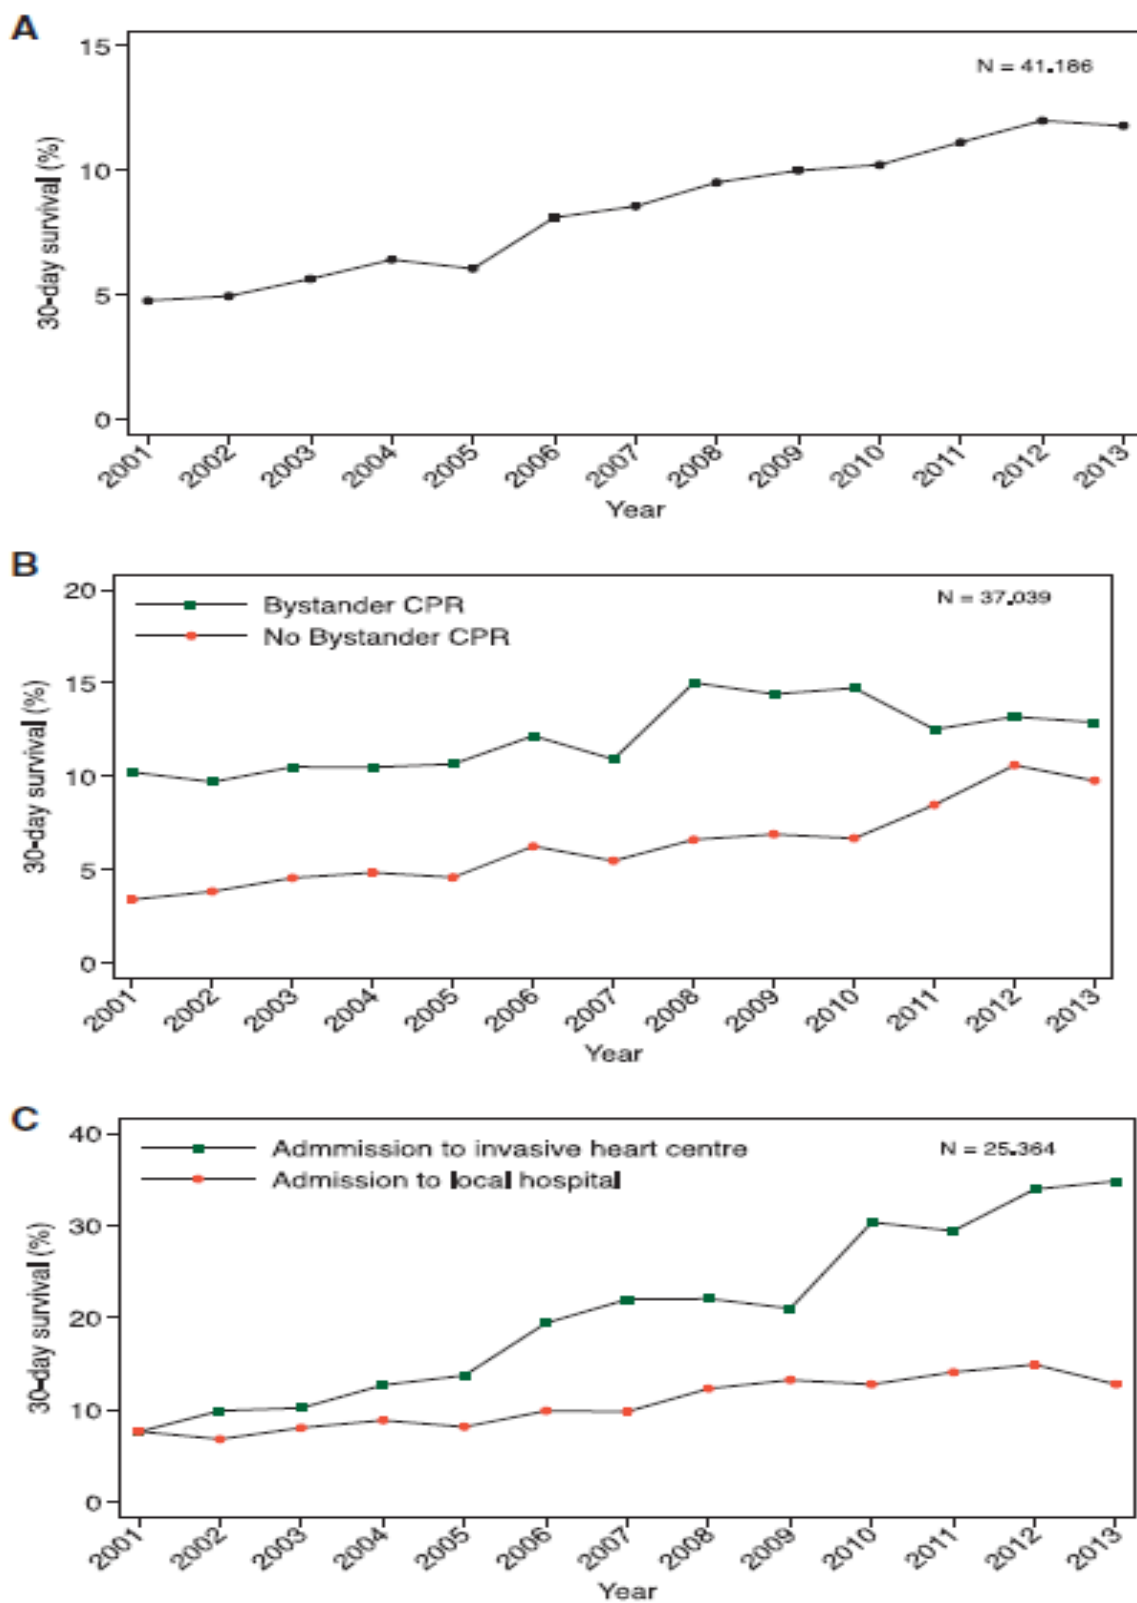 A
15
N = 41.186
10
5
0
30-day survival (%)
2001 2002 2003 2004 2005 2006 2007 2008 2009 2010 2011 2012 2013
Year
B
20
Bystander CPR
N = 37.039
No Bystander CPR
15
10
5
0
30-day survival (%)
2001 2002 2003 2004 2005 2006 2007 2008 2009 2010 2011 2012 2013
Year
C
40
Admmission to invasive heart centre
N = 25.364
Admission to local hospital
30
20
10
0
30-day survival (%)
2001 2002 2003 2004 2005 2006 2007 2008 2009 2010 2011 2012 2013
Year